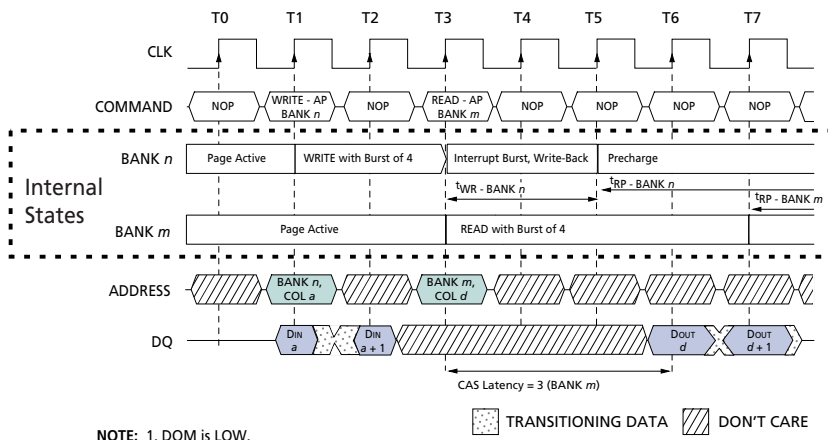 T0 T1 T2 T3 T4 T5 T6 T7
CLK
COMMAND NOP WRITE - AP BANK n NOP READ - AP BANK m NOP NOP NOP NOP
Internal States
BANK n Page Active WRITE with Burst of 4 Interrupt Burst, Write-Back Precharge
tWR - BANK n tRP - BANK n
tRP - BANK m
BANK m Page Active READ with Burst of 4
ADDRESS BANK n, COL a BANK m, COL d
DQ DIN a DIN a + 1 DOUT d DOUT d + 1
CAS Latency = 3 (BANK m)
TRANSITIONING DATA DON'T CARE
NOTE: 1. DQM is LOW.